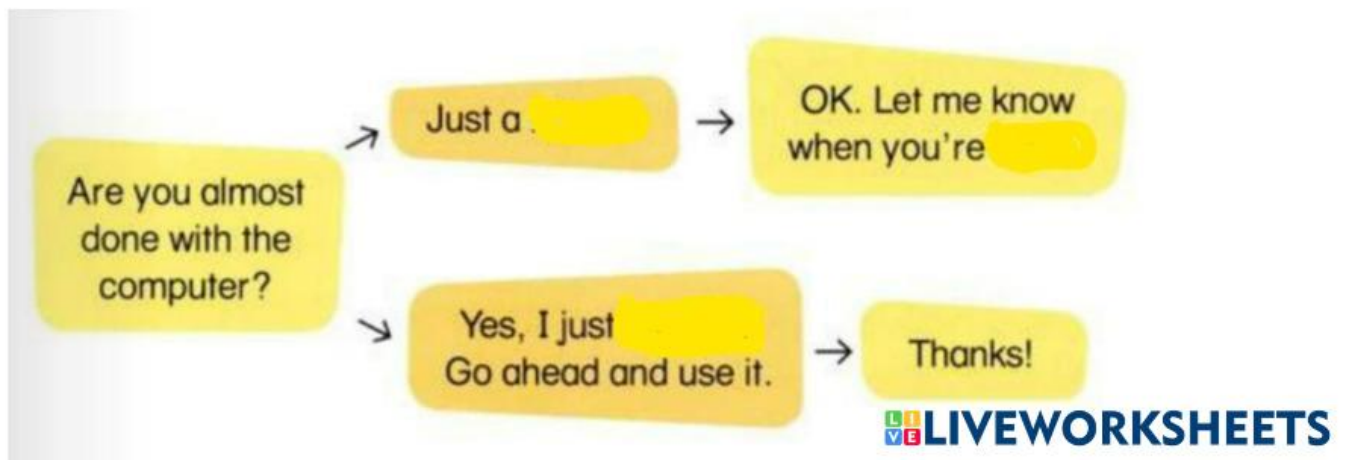 Are you almost
done with the
computer?
Just a
OK. Let me know
when you're
Yes, I just
Go ahead and use it.
Thanks!
LIVEWORKSHEETS